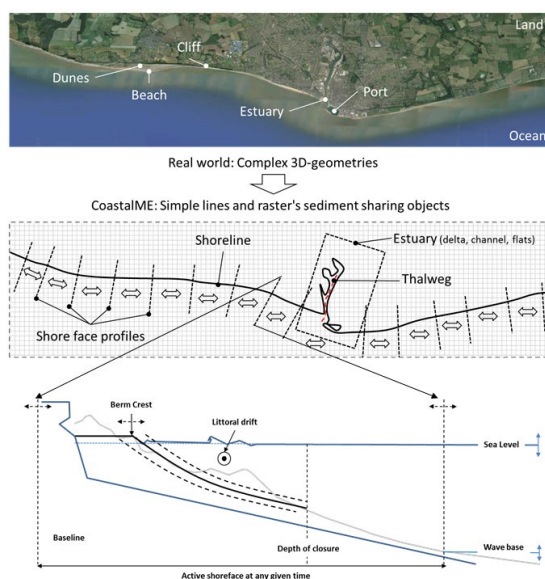 Land
Cliff
Dunes
Beach
Estuary
Port
Ocean
Real world: Complex 3D-geometries
CoastalME: Simple lines and raster's sediment sharing objects
Shoreline
Estuary (delta, channel, flats)
Thalweg
Shore face profiles
Berm Crest
Littoral drift
Sea Level
Baseline
Depth of closure
Wave base
Active shoreface at any given time